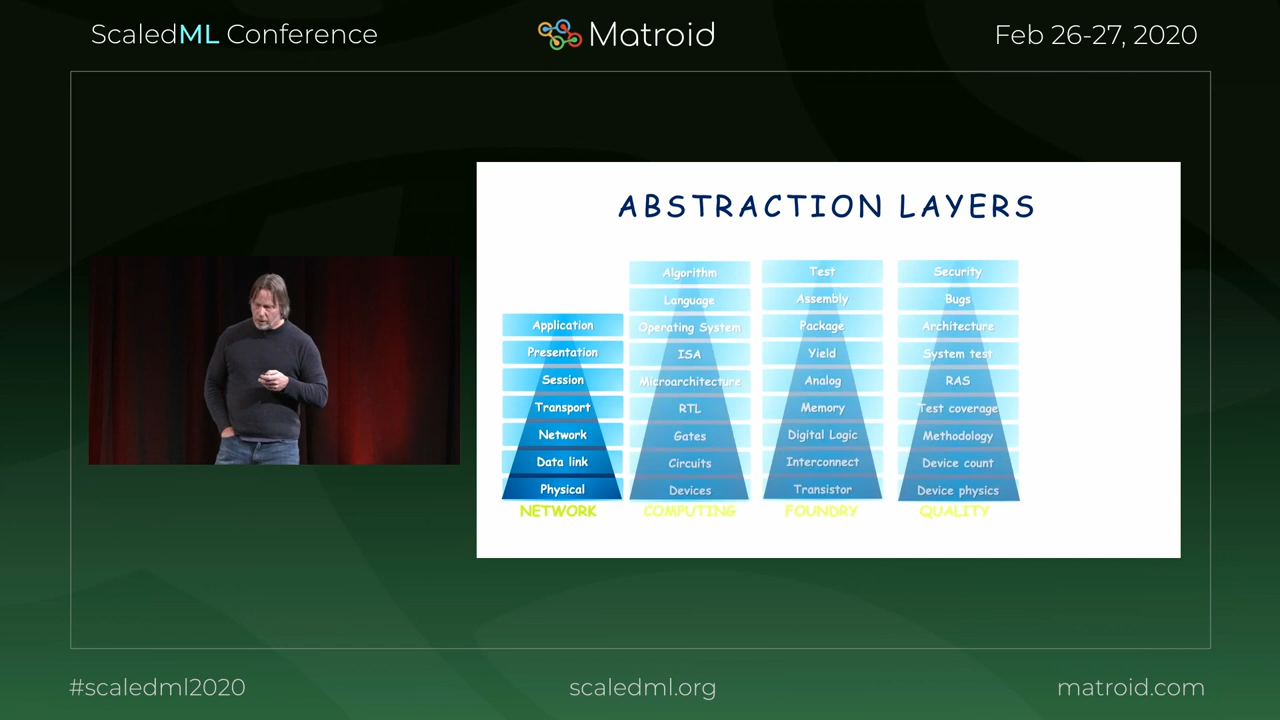 ScaledML Conference
Matroid
Feb 26-27, 2020
ABSTRACTION LAYERS
Application
Presentation
Session
Transport
Network
Data link
Physical
NETWORK
Algorithm
Language
Operating System
ISA
Microarchitecture
RTL
Gates
Circuits
Devices
COMPUTING
Test
Assembly
Package
Yield
Analog
Memory
Digital Logic
Interconnect
Transistor
FOUNDRY
Security
Bugs
Architecture
System test
RAS
Test coverage
Methodology
Device count
Device physics
QUALITY
#scaledml2020
scaledml.org
matroid.com